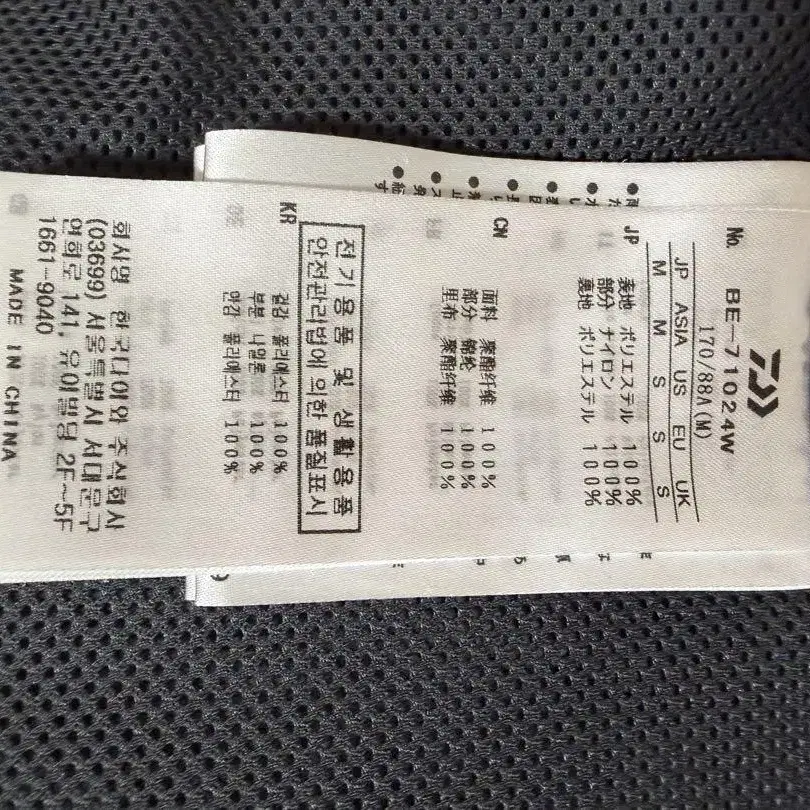 No. BE-71024W
170/88A(M)
JP ASIA US EU UK
M M S S S
JP
表地 ポリエステル 100%
部分 ナイロン 100%
裏地 ポリエステル 100%
CN
面料 聚酯纤维 100%
部分 锦纶 100%
里布 聚酯纤维 100%
전기용품 및 생활용품
안전관리법에 의한 품질표시
KR
겉감 폴리에스터 100%
부분 나일론 100%
안감 폴리에스터 100%
회사명 한국다이와 주식회사
(03699) 서울특별시 서대문구
연희로 141, 유이빌딩 2F~5F
1661-9040
MADE IN CHINA